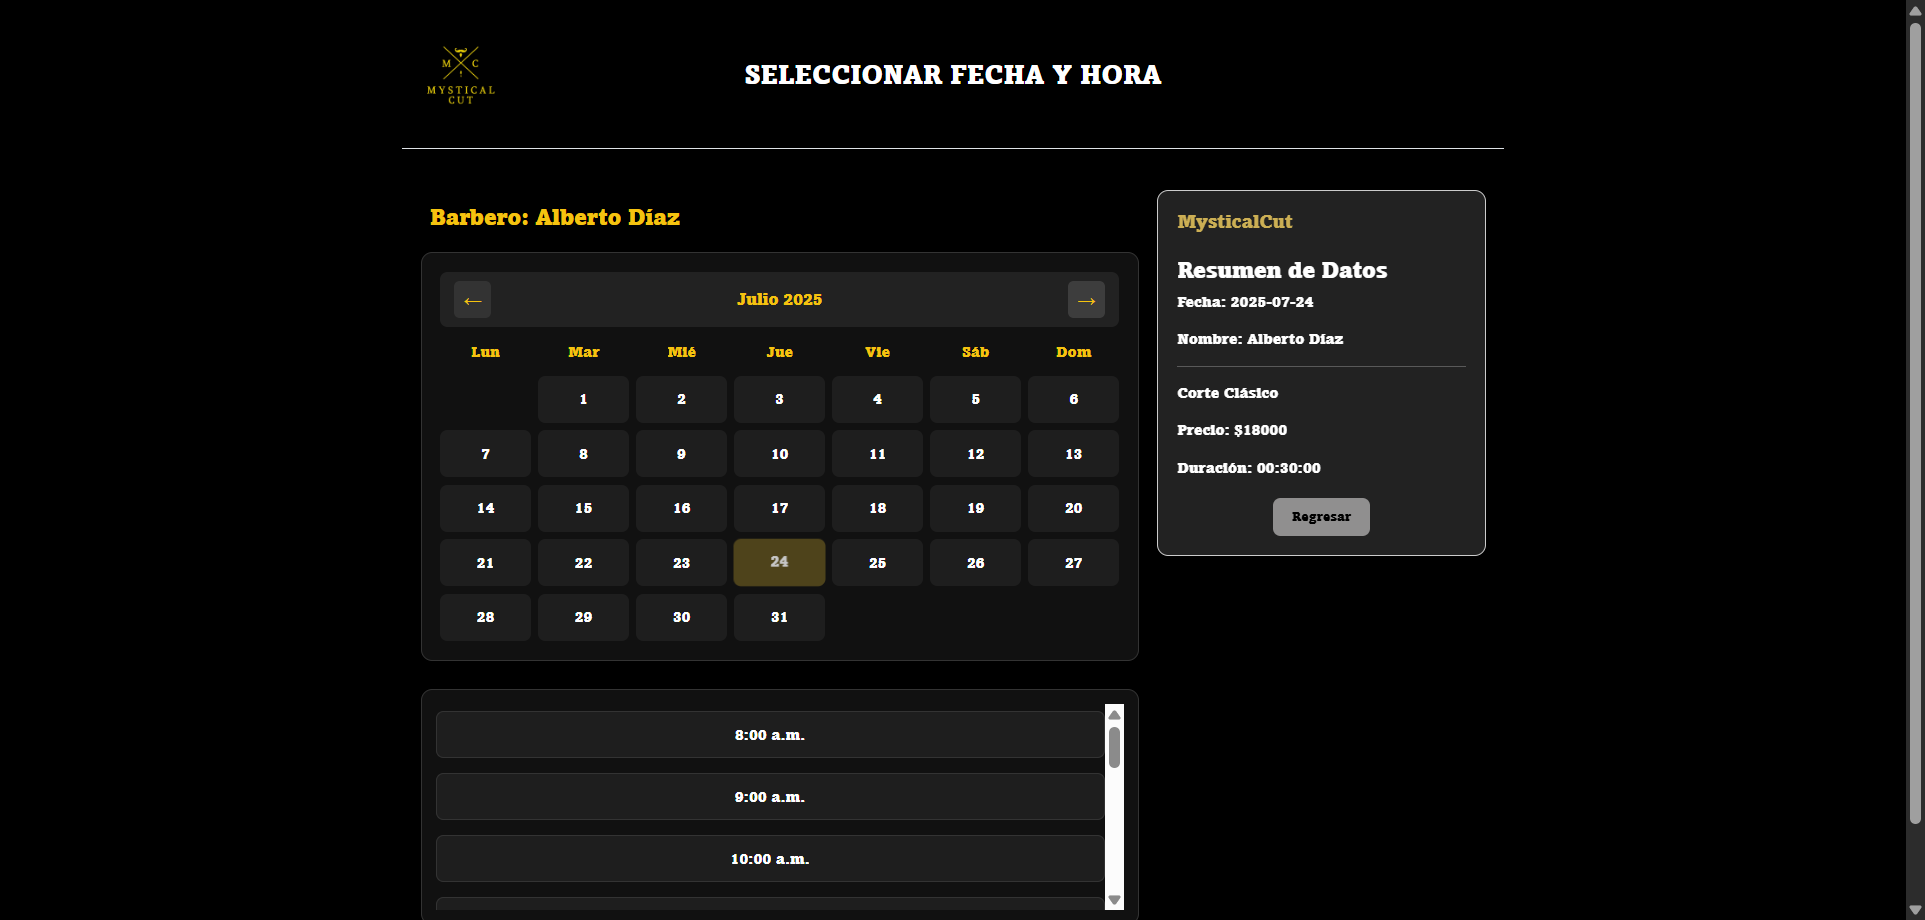 M C
MYSTICAL
CUT
SELECCIONAR FECHA Y HORA
Barbero: Alberto Díaz
← Julio 2025 →
Lun Mar Mié Jue Vie Sáb Dom
1 2 3 4 5 6
7 8 9 10 11 12 13
14 15 16 17 18 19 20
21 22 23 24 25 26 27
28 29 30 31
8:00 a.m.
9:00 a.m.
10:00 a.m.
MysticalCut
Resumen de Datos
Fecha: 2025-07-24
Nombre: Alberto Díaz
Corte Clásico
Precio: $18000
Duración: 00:30:00
Regresar